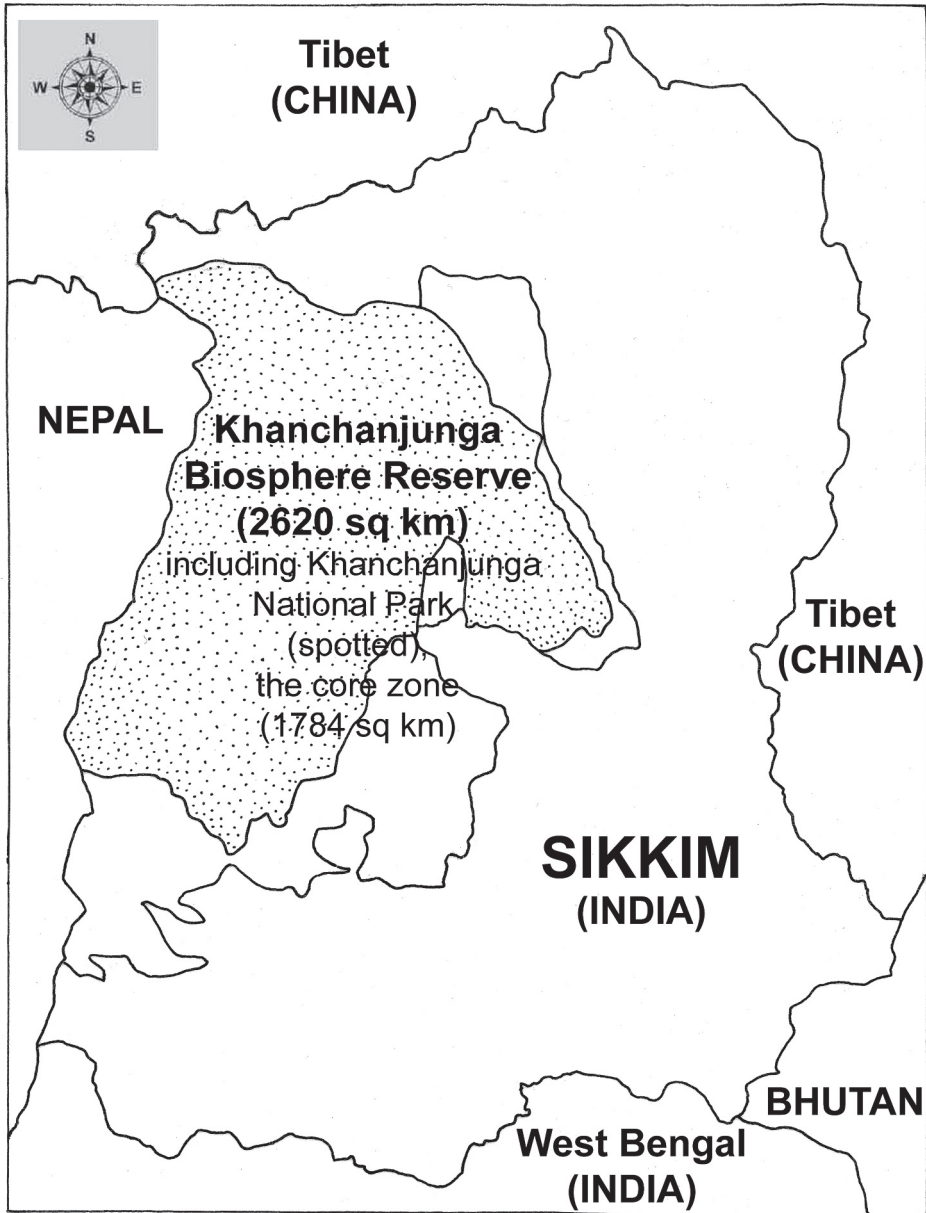 N
W E
S
Tibet
(CHINA)
NEPAL
Khanchanjunga
Biosphere Reserve
(2620 sq km)
including Khanchanjunga
National Park
(spotted),
the core zone
(1784 sq km)
Tibet
(CHINA)
SIKKIM
(INDIA)
BHUTAN
West Bengal
(INDIA)